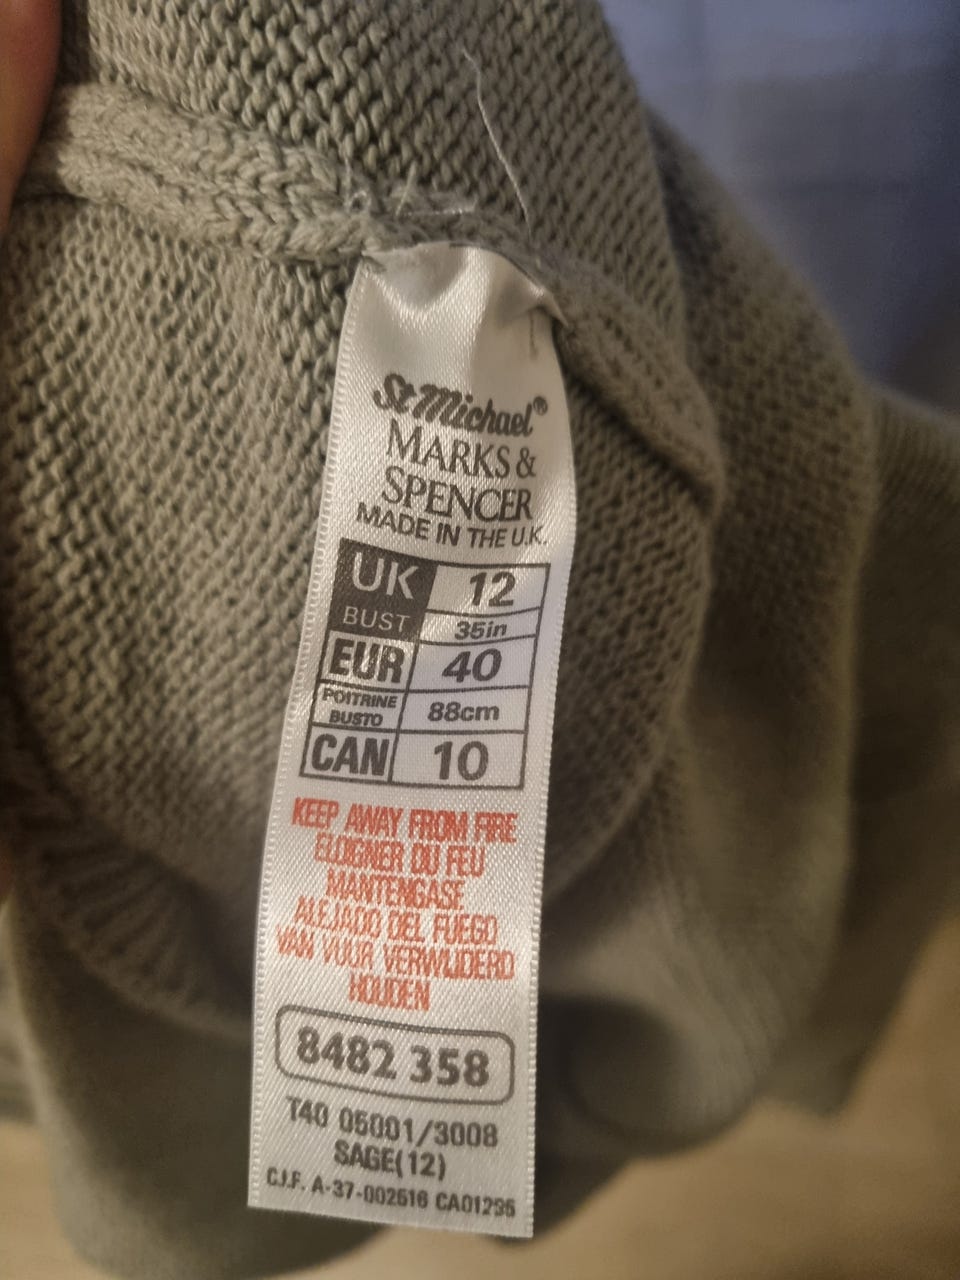 St Michael®
MARKS &
SPENCER
MADE IN THE U.K.
UK 12
BUST 35in
EUR 40
POITRINE
BUSTO 88cm
CAN 10
KEEP AWAY FROM FIRE
ELOIGNER DU FEU
MANTENGASE
ALEJADO DEL FUEGO
VAN VUUR VERWIJDERD
HOUDEN
8482 358
T40 05001/3008
SAGE(12)
C.I.F. A-37-002616 CA01295